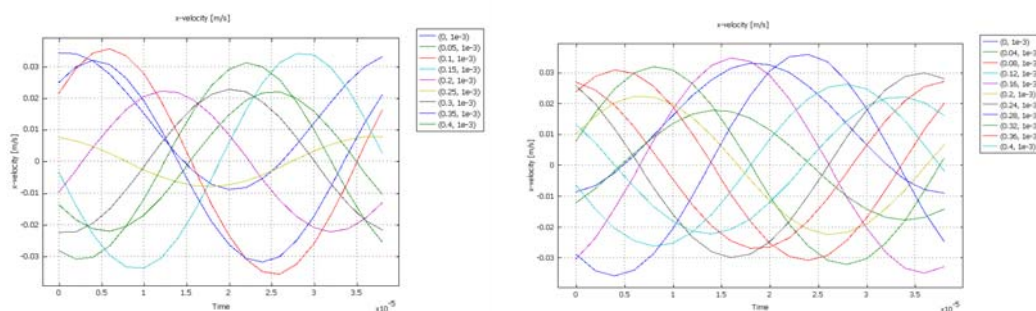 x-velocity [m/s]
(0, 1e-3)
(0.05, 1e-3)
(0.1, 1e-3)
(0.15, 1e-3)
(0.2, 1e-3)
(0.25, 1e-3)
(0.3, 1e-3)
(0.35, 1e-3)
(0.4, 1e-3)
0.03
0.02
0.01
0
-0.01
-0.02
-0.03
x-velocity [m/s]
0
0.5
1
1.5
2
2.5
3
3.5
×10⁻⁵
Time
x-velocity [m/s]
(0, 1e-3)
(0.04, 1e-3)
(0.08, 1e-3)
(0.12, 1e-3)
(0.16, 1e-3)
(0.2, 1e-3)
(0.24, 1e-3)
(0.28, 1e-3)
(0.32, 1e-3)
(0.36, 1e-3)
(0.4, 1e-3)
0.03
0.02
0.01
0
-0.01
-0.02
-0.03
x-velocity [m/s]
0
0.5
1
1.5
2
2.5
3
3.5
×10⁻⁵
Time